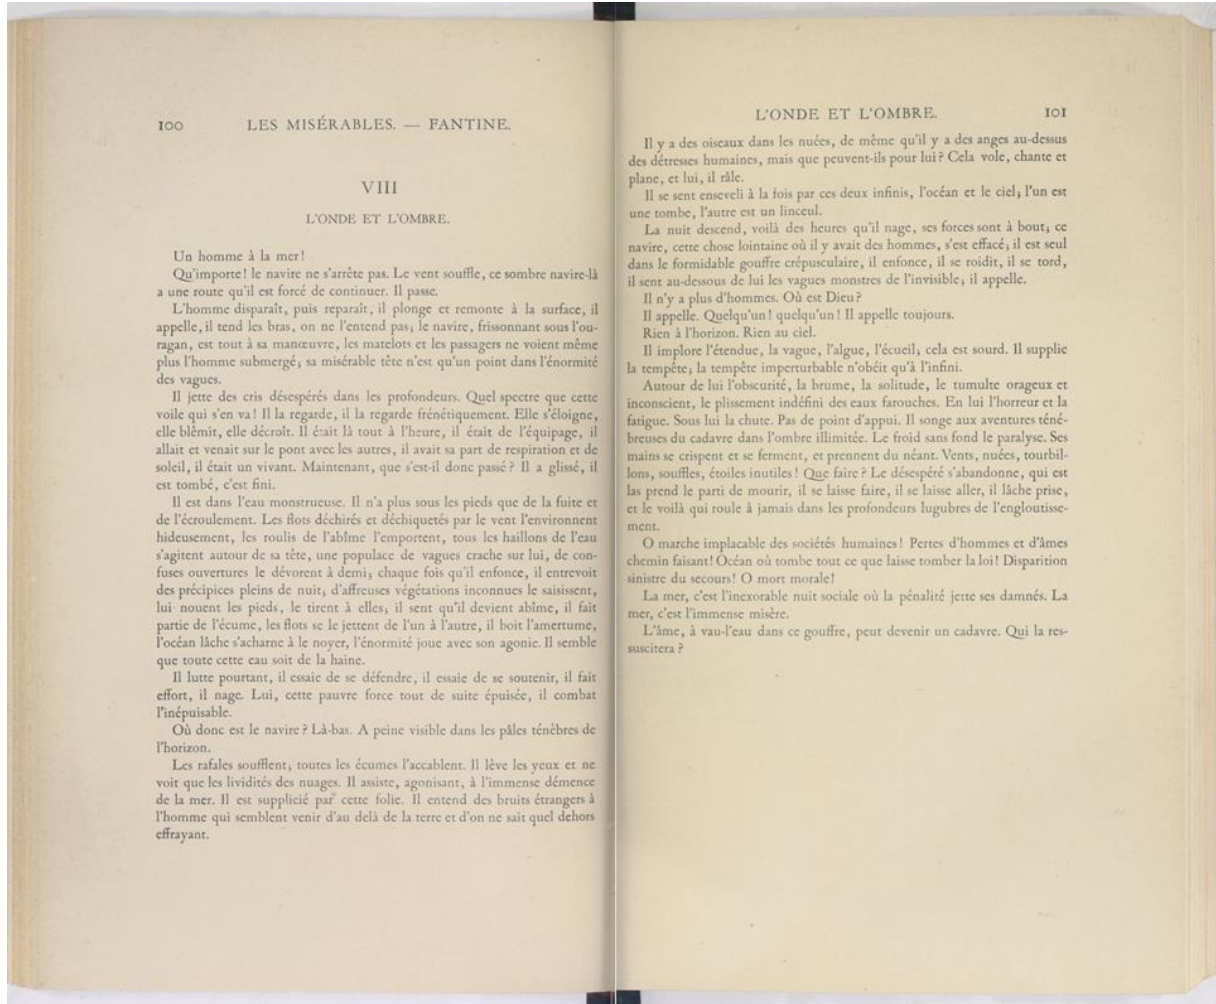 100 LES MISÉRABLES. — FANTINE.
VIII
L'ONDE ET L'OMBRE.
Un homme à la mer!
Qu'importe! le navire ne s'arrête pas. Le vent souffle, ce sombre navire-là
a une route qu'il est forcé de continuer. Il passe.
L'homme disparaît, puis reparaît, il plonge et remonte à la surface, il
appelle, il tend les bras, on ne l'entend pas; le navire, frissonnant sous l'ou-
ragan, est tout à sa manœuvre, les matelots et les passagers ne voient même
plus l'homme submergé; sa misérable tête n'est qu'un point dans l'énormité
des vagues.
Il jette des cris désespérés dans les profondeurs. Quel spectre que cette
voile qui s'en va! Il la regarde, il la regarde frénétiquement. Elle s'éloigne,
elle blêmit, elle décroît. Il était là tout à l'heure, il était de l'équipage, il
allait et venait sur le pont avec les autres, il avait sa part de respiration et de
soleil, il était un vivant. Maintenant, que s'est-il donc passé? Il a glissé, il
est tombé, c'est fini.
Il est dans l'eau monstrueuse. Il n'a plus sous les pieds que de la fuite et
de l'écroulement. Les flots déchirés et déchiquetés par le vent l'environnent
hideusement, les roulis de l'abîme l'emportent, tous les haillons de l'eau
s'agitent autour de sa tête, une populace de vagues crache sur lui, de con-
fuses ouvertures le dévorent à demi; chaque fois qu'il enfonce, il entrevoit
des précipices pleins de nuit; d'affreuses végétations inconnues le saisissent,
lui nouent les pieds, le tirent à elles; il sent qu'il devient abîme, il fait
partie de l'écume, les flots se le jettent de l'un à l'autre, il boit l'amertume,
l'océan lâche s'acharne à le noyer, l'énormité joue avec son agonie. Il semble
que toute cette eau soit de la haine.
Il lutte pourtant, il essaie de se défendre, il essaie de se soutenir, il fait
effort, il nage. Lui, cette pauvre force tout de suite épuisée, il combat
l'inépuisable.
Où donc est le navire? Là-bas. A peine visible dans les pâles ténèbres de
l'horizon.
Les rafales soufflent; toutes les écumes l'accablent. Il lève les yeux et ne
voit que les lividités des nuages. Il assiste, agonisant, à l'immense démence
de la mer. Il est supplicié par cette folie. Il entend des bruits étrangers à
l'homme qui semblent venir d'au delà de la terre et d'on ne sait quel dehors
effrayant.
L'ONDE ET L'OMBRE. 101
Il y a des oiseaux dans les nuées, de même qu'il y a des anges au-dessus
des détresses humaines, mais que peuvent-ils pour lui? Cela vole, chante et
plane, et lui, il râle.
Il se sent enseveli à la fois par ces deux infinis, l'océan et le ciel; l'un est
une tombe, l'autre est un linceul.
La nuit descend, voilà des heures qu'il nage, ses forces sont à bout; ce
navire, cette chose lointaine où il y avait des hommes, s'est effacé; il est seul
dans le formidable gouffre crépusculaire, il enfonce, il se roidit, il se tord,
il sent au-dessous de lui les vagues monstres de l'invisible; il appelle.
Il n'y a plus d'hommes. Où est Dieu?
Il appelle. Quelqu'un! quelqu'un! Il appelle toujours.
Rien à l'horizon. Rien au ciel.
Il implore l'étendue, la vague, l'algue, l'écueil; cela est sourd. Il supplie
la tempête; la tempête imperturbable n'obéit qu'à l'infini.
Autour de lui l'obscurité, la brume, la solitude, le tumulte orageux et
inconscient, le plissement indéfini des eaux farouches. En lui l'horreur et la
fatigue. Sous lui la chute. Pas de point d'appui. Il songe aux aventures téné-
breuses du cadavre dans l'ombre illimitée. Le froid sans fond le paralyse. Ses
mains se crispent et se ferment, et prennent du néant. Vents, nuées, tourbil-
lons, souffles, étoiles inutiles! Que faire? Le désespéré s'abandonne, qui est
las prend le parti de mourir, il se laisse faire, il se laisse aller, il lâche prise,
et le voilà qui roule à jamais dans les profondeurs lugubres de l'engloutisse-
ment.
O marche implacable des sociétés humaines! Pertes d'hommes et d'âmes
chemin faisant! Océan où tombe tout ce que laisse tomber la loi! Disparition
sinistre du secours! O mort morale!
La mer, c'est l'inexorable nuit sociale où la pénalité jette ses damnés. La
mer, c'est l'immense misère.
L'âme, à vau-l'eau dans ce gouffre, peut devenir un cadavre. Qui la res-
suscitera?